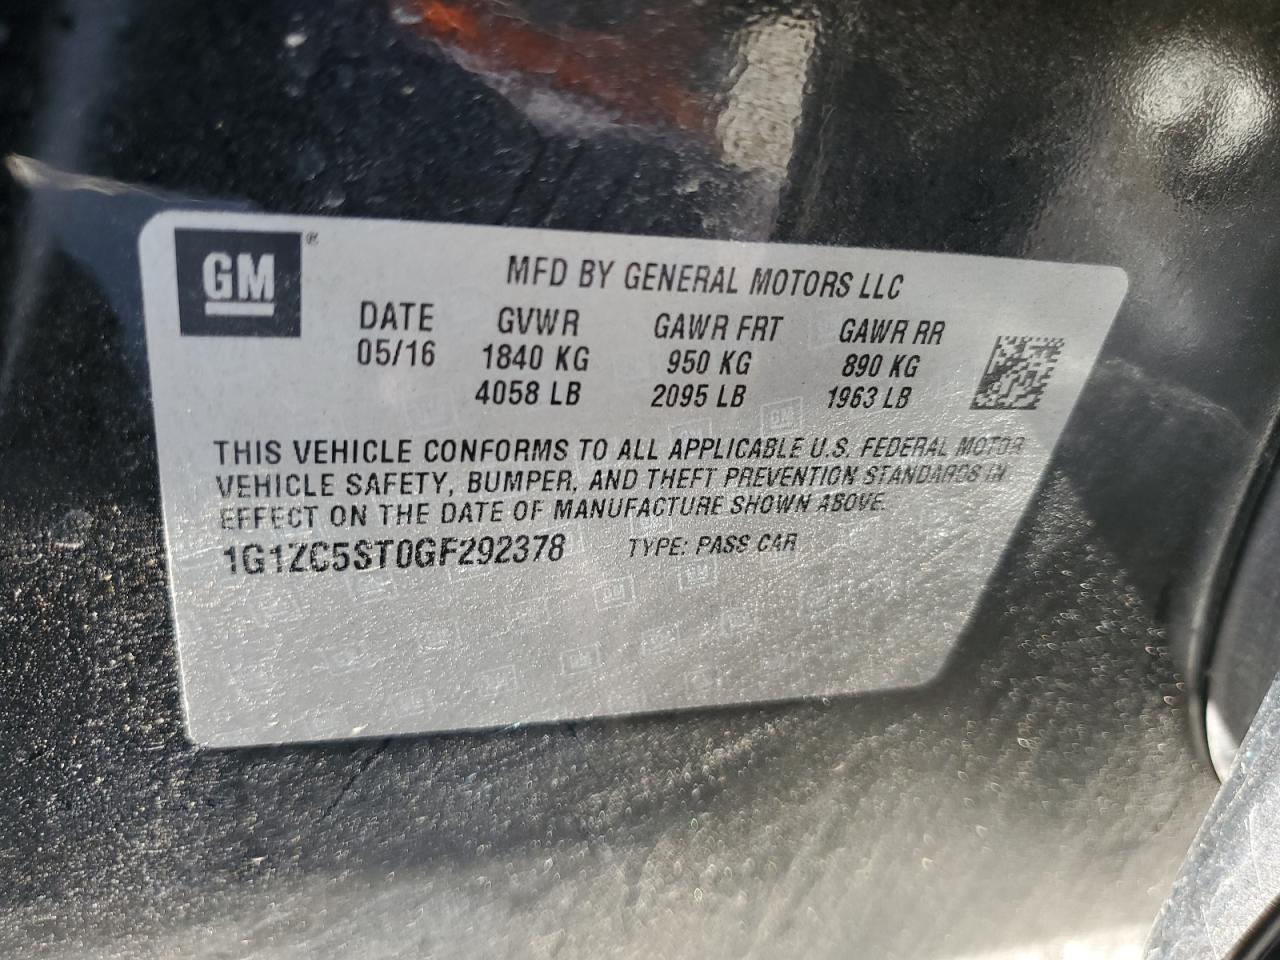 GM®
MFD BY GENERAL MOTORS LLC
DATE GVWR GAWR FRT GAWR RR
05/16 1840 KG 950 KG 890 KG
4058 LB 2095 LB 1963 LB
THIS VEHICLE CONFORMS TO ALL APPLICABLE U.S. FEDERAL MOTOR
VEHICLE SAFETY, BUMPER, AND THEFT PREVENTION STANDARDS IN
EFFECT ON THE DATE OF MANUFACTURE SHOWN ABOVE.
1G1ZC5ST0GF292378 TYPE: PASS CAR